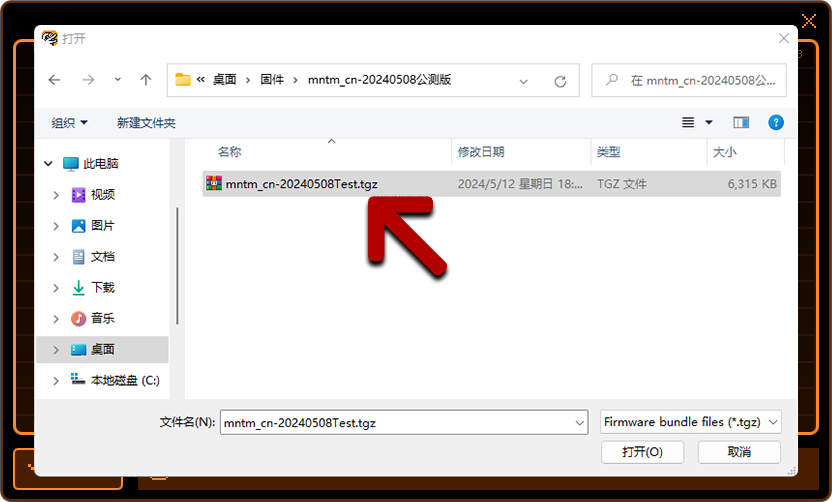 打开
« 桌面 › 固件 › mntm_cn-20240508公测版
在 mntm_cn-20240508公...
组织
新建文件夹
名称
修改日期
类型
大小
此电脑
视频
图片
文档
下载
音乐
桌面
本地磁盘 (C:)
mntm_cn-20240508Test.tgz
2024/5/12 星期日 18:...
TGZ 文件
6,315 KB
文件名(N):
mntm_cn-20240508Test.tgz
Firmware bundle files (*.tgz)
打开(O)
取消